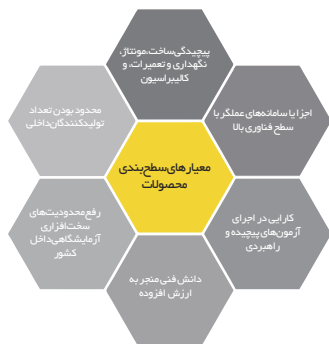 پیچیدگی ساخت، مونتاژ،
نگهداری و تعمیرات، و
کالیبراسیون
اجزا یا سامانه‌های عملگر با
سطح فناوری بالا
کارایی در اجرای
آزمون‌های پیچیده و
راهبردی
دانش فنی منجر به
ارزش افزوده
رفع محدودیت‌های
سخت‌افزاری
آزمایشگاهی داخل
کشور
محدود بودن تعداد
تولیدکنندگان داخلی
معیارهای سطح‌بندی
محصولات